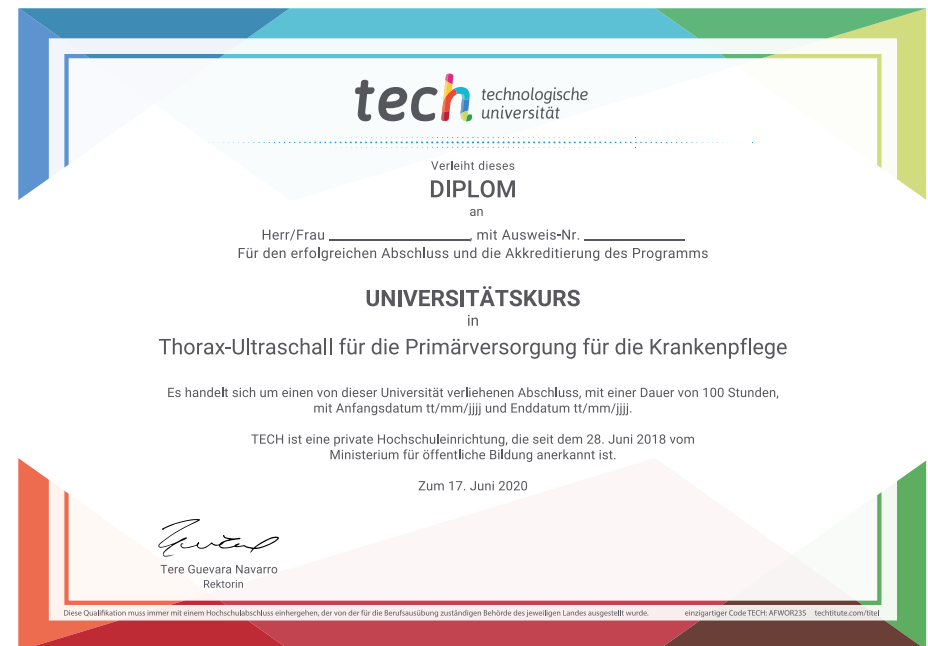 tech technologische
universität
Verleiht dieses
DIPLOM
an
Herr/Frau ____________, mit Ausweis-Nr. ____________
Für den erfolgreichen Abschluss und die Akkreditierung des Programms
UNIVERSITÄTSKURS
in
Thorax-Ultraschall für die Primärversorgung für die Krankenpflege
Es handelt sich um einen von dieser Universität verliehenen Abschluss, mit einer Dauer von 100 Stunden,
mit Anfangsdatum tt/mm/jjjj und Enddatum tt/mm/jjjj.
TECH ist eine private Hochschuleinrichtung, die seit dem 28. Juni 2018 vom
Ministerium für öffentliche Bildung anerkannt ist.
Zum 17. Juni 2020
Tere Guevara Navarro
Rektorin
Diese Qualifikation muss immer mit einem Hochschulabschluss einhergehen, der von der für die Berufsausübung zuständigen Behörde des jeweiligen Landes ausgestellt wurde. einzigartiger Code TECH: AFWOR23S techtitute.com/titel